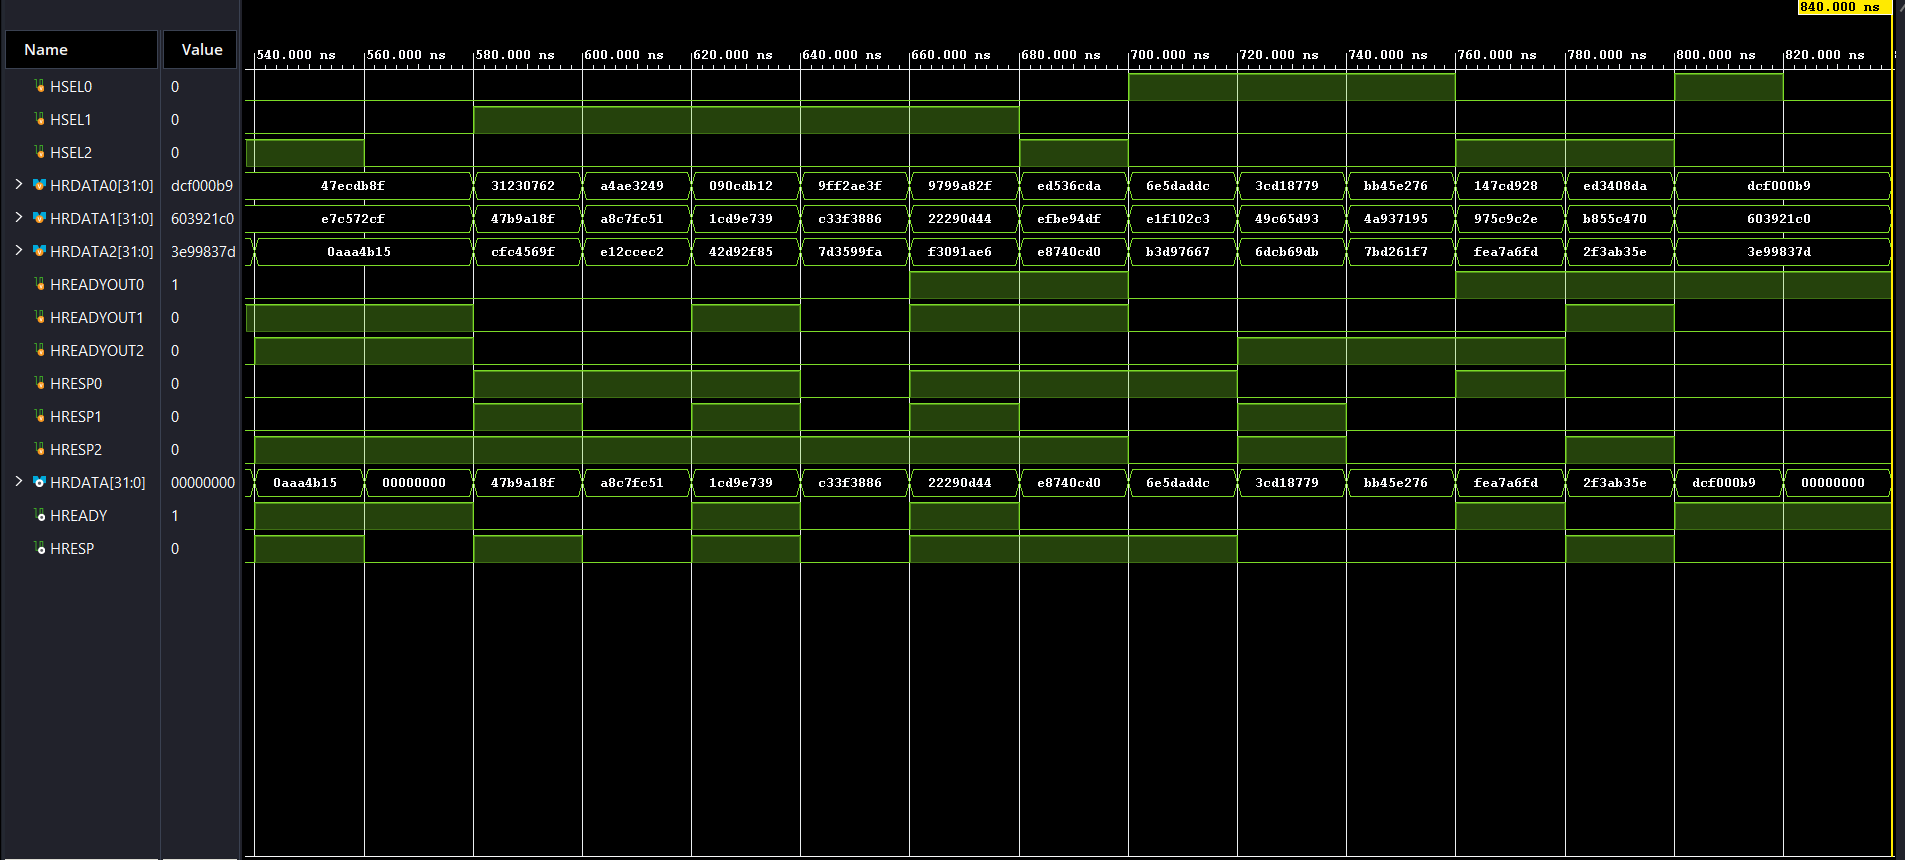 840.000 ns
Name Value
540.000 ns 560.000 ns 580.000 ns 600.000 ns 620.000 ns 640.000 ns 660.000 ns 680.000 ns 700.000 ns 720.000 ns 740.000 ns 760.000 ns 780.000 ns 800.000 ns 820.000 ns
HSEL0 0
HSEL1 0
HSEL2 0
HRDATA0[31:0] dcf000b9 47ecdb8f 31230762 a4ae3249 090cdb12 9ff2ae3f 9799a82f ed536cda 6e5daddc 3cd18779 bb45e276 147cd928 ed3408da dcf000b9
HRDATA1[31:0] 603921c0 e7c572cf 47b9a18f a8c7fc51 1cd9e739 c33f3886 22290d44 efbe94df e1f102c3 49c65d93 4a937195 975c9c2e b855c470 603921c0
HRDATA2[31:0] 3e99837d 0aaa4b15 cfc4569f e12ccec2 42d92f85 7d3599fa f3091ae6 e8740cd0 b3d97667 6dcb69db 7bd261f7 fea7a6fd 2f3ab35e 3e99837d
HREADYOUT0 1
HREADYOUT1 0
HREADYOUT2 0
HRESP0 0
HRESP1 0
HRESP2 0
HRDATA[31:0] 00000000 0aaa4b15 00000000 47b9a18f a8c7fc51 1cd9e739 c33f3886 22290d44 e8740cd0 6e5daddc 3cd18779 bb45e276 fea7a6fd 2f3ab35e dcf000b9 00000000
HREADY 1
HRESP 0